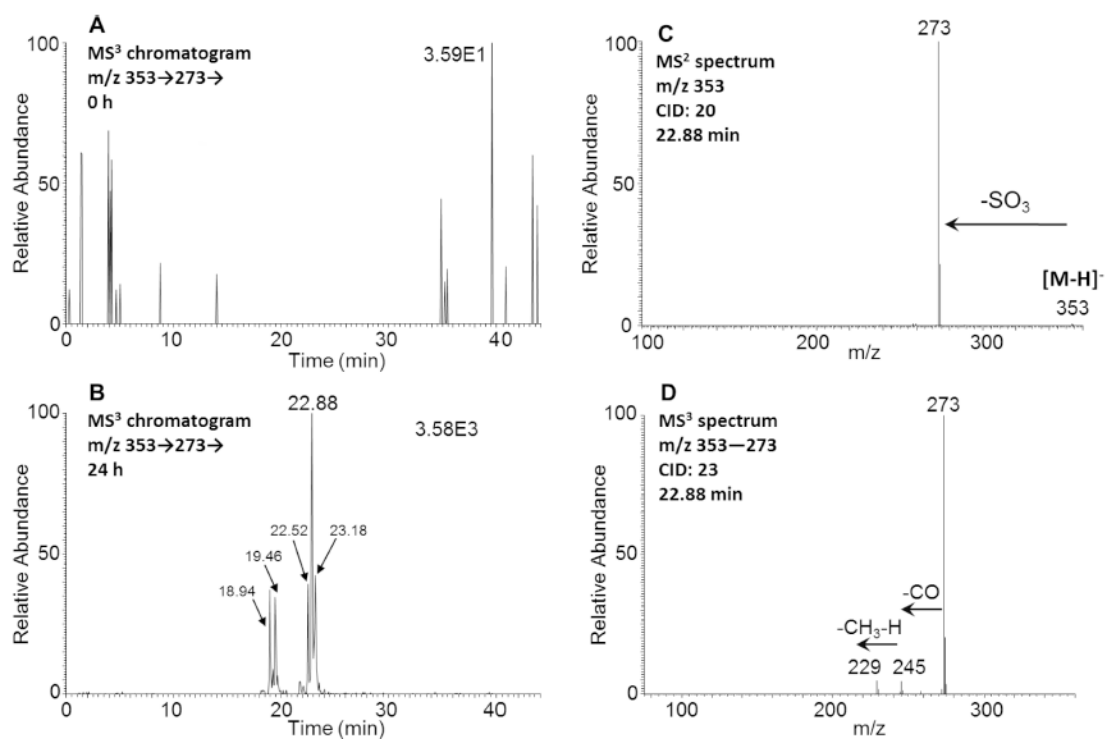 A
MS³ chromatogram
m/z 353→273→
0 h
3.59E1
100
50
0
Relative Abundance
0 10 20 30 40
Time (min)
B
MS³ chromatogram
m/z 353→273→
24 h
22.88
3.58E3
22.52
23.18
19.46
18.94
100
50
0
Relative Abundance
0 10 20 30 40
Time (min)
C
273
MS² spectrum
m/z 353
CID: 20
22.88 min
-SO₃
[M-H]⁻
353
100
50
0
Relative Abundance
100 200 300
m/z
D
273
MS³ spectrum
m/z 353—273
CID: 23
22.88 min
-CO
-CH₃-H
229 245
100
50
0
Relative Abundance
100 200 300
m/z